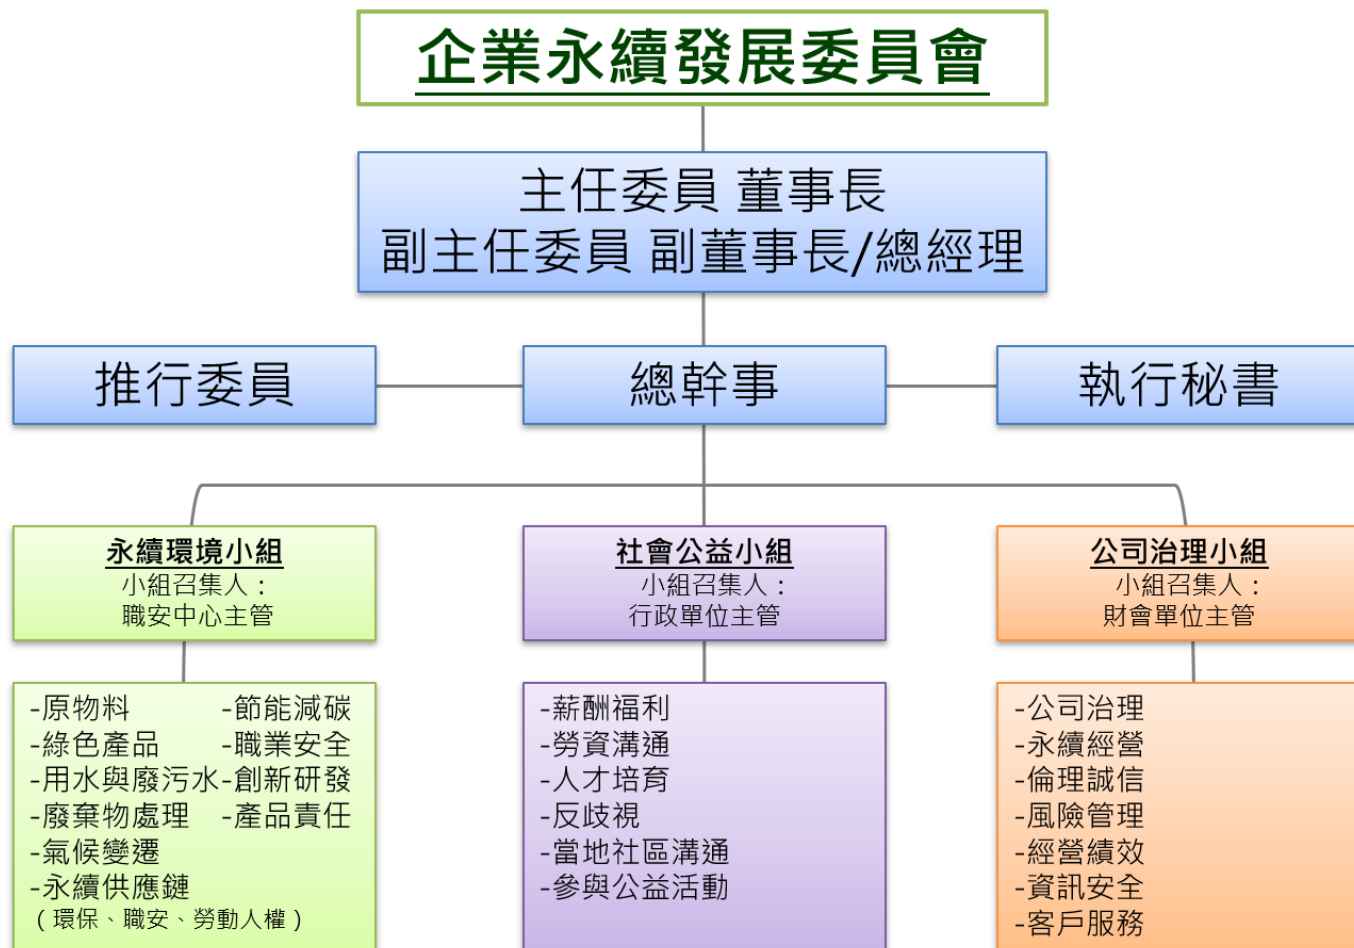 企業永續發展委員會
主任委員 董事長
副主任委員 副董事長/總經理
推行委員
總幹事
執行秘書
永續環境小組
小組召集人：
職安中心主管
社會公益小組
小組召集人：
行政單位主管
公司治理小組
小組召集人：
財會單位主管
-原物料 -節能減碳
-綠色產品 -職業安全
-用水與廢污水-創新研發
-廢棄物處理 -產品責任
-氣候變遷
-永續供應鏈
（環保、職安、勞動人權）
-薪酬福利
-勞資溝通
-人才培育
-反歧視
-當地社區溝通
-參與公益活動
-公司治理
-永續經營
-倫理誠信
-風險管理
-經營績效
-資訊安全
-客戶服務